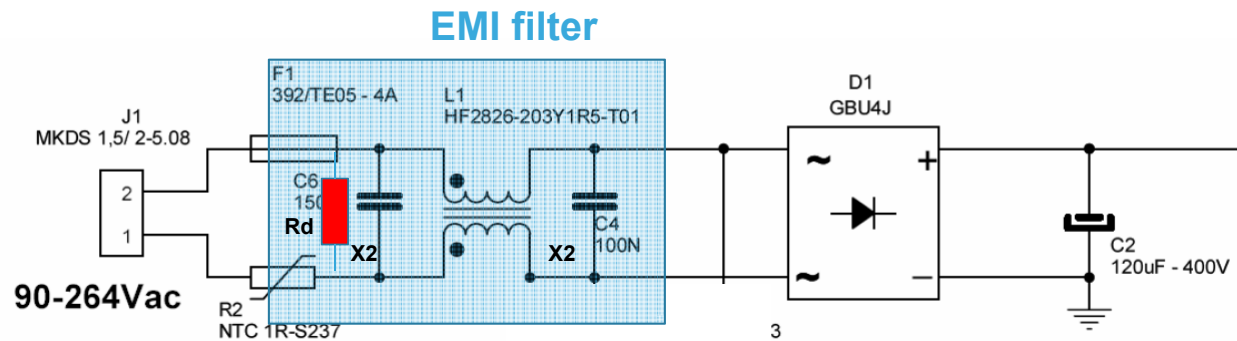 EMI filter
F1
392/TE05 - 4A
L1
HF2826-203Y1R5-T01
D1
GBU4J
J1
MKDS 1,5/ 2-5.08
2
1
C6
150
Rd
X2
X2
C4
100N
~
+
~
−
C2
120uF - 400V
90-264Vac
R2
NTC 1R-S237
3